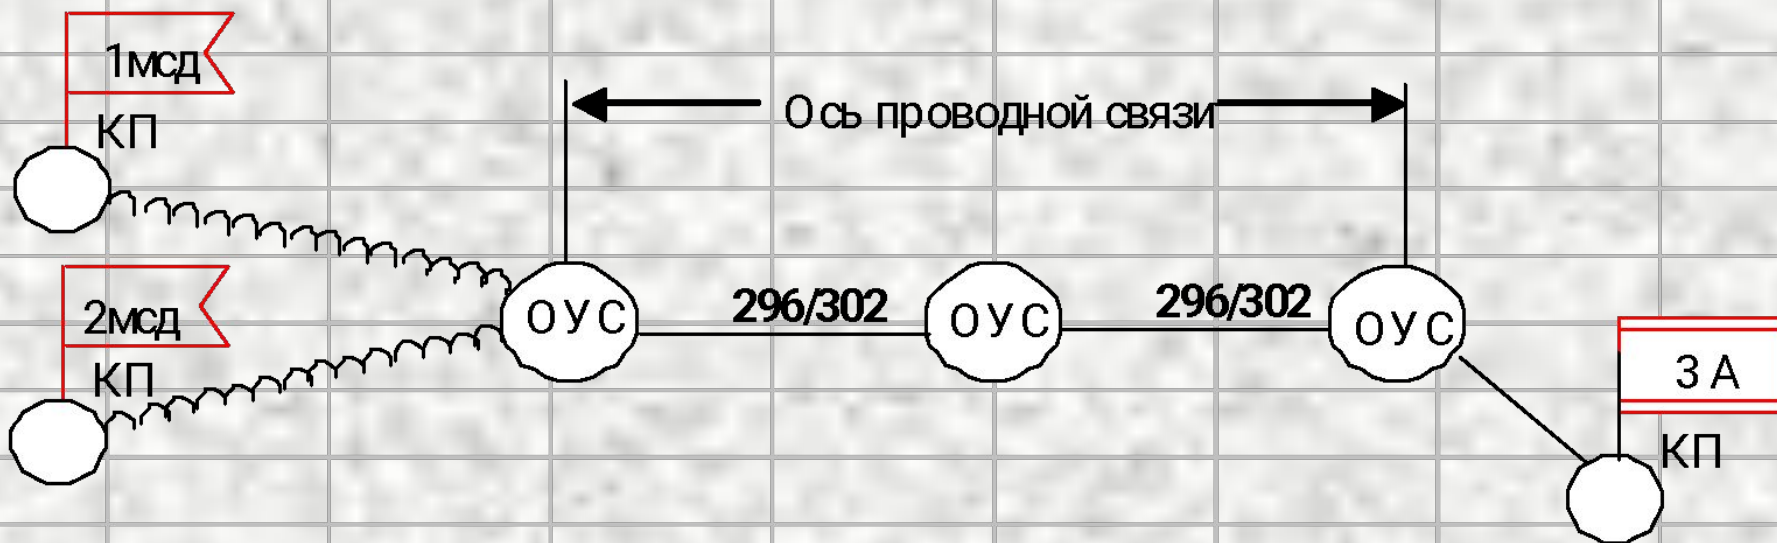 1мсд
КП
Ось проводной связи
2мсд
КП
ОУС
296/302
ОУС
296/302
ОУС
3 А
КП